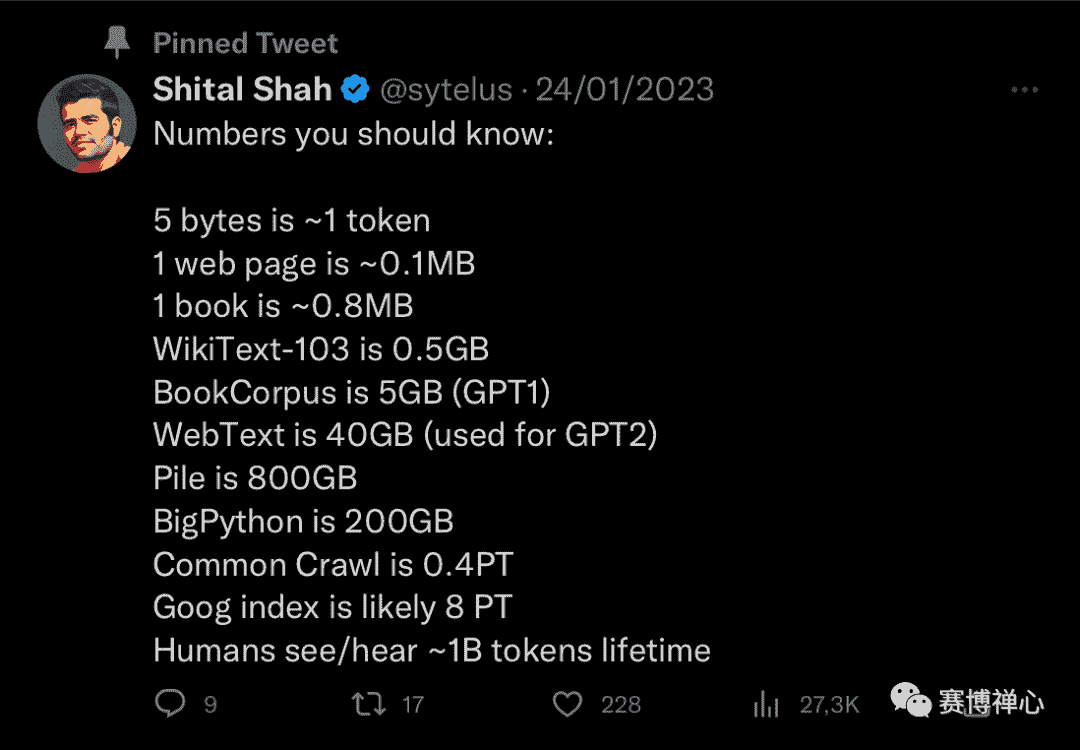 Pinned Tweet
Shital Shah @sytelus · 24/01/2023
Numbers you should know:
5 bytes is ~1 token
1 web page is ~0.1MB
1 book is ~0.8MB
WikiText-103 is 0.5GB
BookCorpus is 5GB (GPT1)
WebText is 40GB (used for GPT2)
Pile is 800GB
BigPython is 200GB
Common Crawl is 0.4PT
Goog index is likely 8 PT
Humans see/hear ~1B tokens lifetime
9 17 228 27,3K
赛博禅心